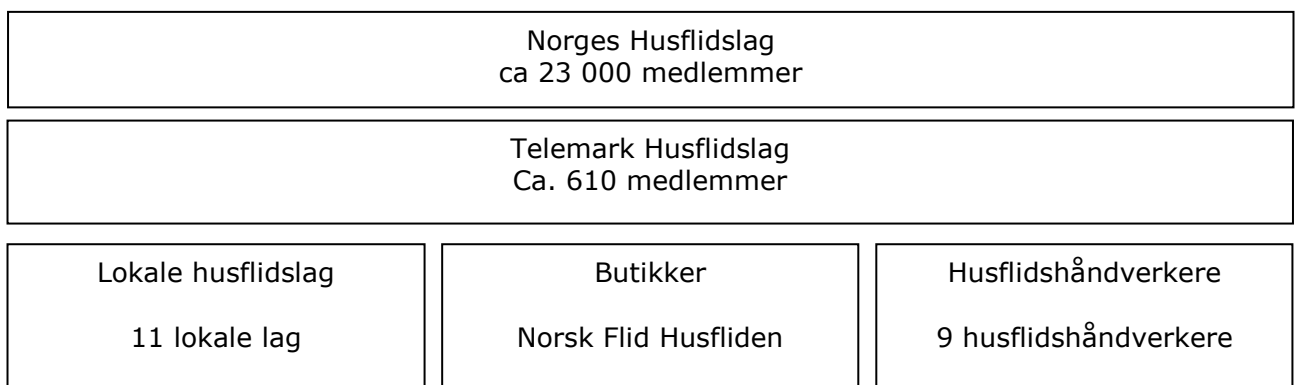 Norges Husflidslag
ca 23 000 medlemmer
Telemark Husflidslag
Ca. 610 medlemmer
Lokale husflidslag
11 lokale lag
Butikker
Norsk Flid Husfliden
Husflidshåndverkere
9 husflidshåndverkere